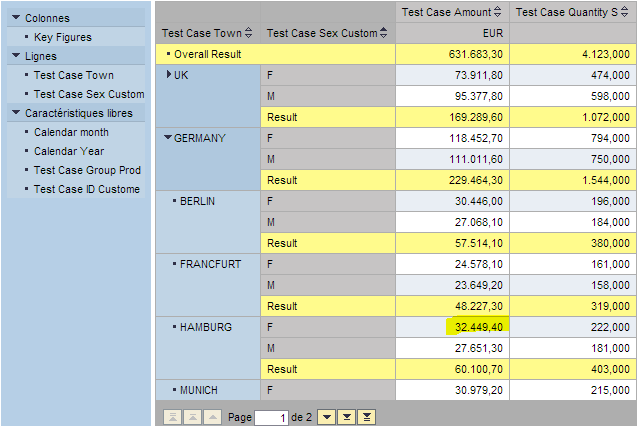 Colonnes
Key Figures
Lignes
Test Case Town
Test Case Sex Custom
Caractéristiques libres
Calendar month
Calendar Year
Test Case Group Prod
Test Case ID Custome
Test Case Amount Test Case Quantity S
Test Case Town Test Case Sex Custom EUR
Overall Result 631.683,30 4.123,000
UK F 73.911,80 474,000
M 95.377,80 598,000
Result 169.289,60 1.072,000
GERMANY F 118.452,70 794,000
M 111.011,60 750,000
Result 229.464,30 1.544,000
BERLIN F 30.446,00 196,000
M 27.068,10 184,000
Result 57.514,10 380,000
FRANCFURT F 24.578,10 161,000
M 23.649,20 158,000
Result 48.227,30 319,000
HAMBURG F 32.449,40 222,000
M 27.651,30 181,000
Result 60.100,70 403,000
MUNICH F 30.979,20 215,000
Page 1 de 2